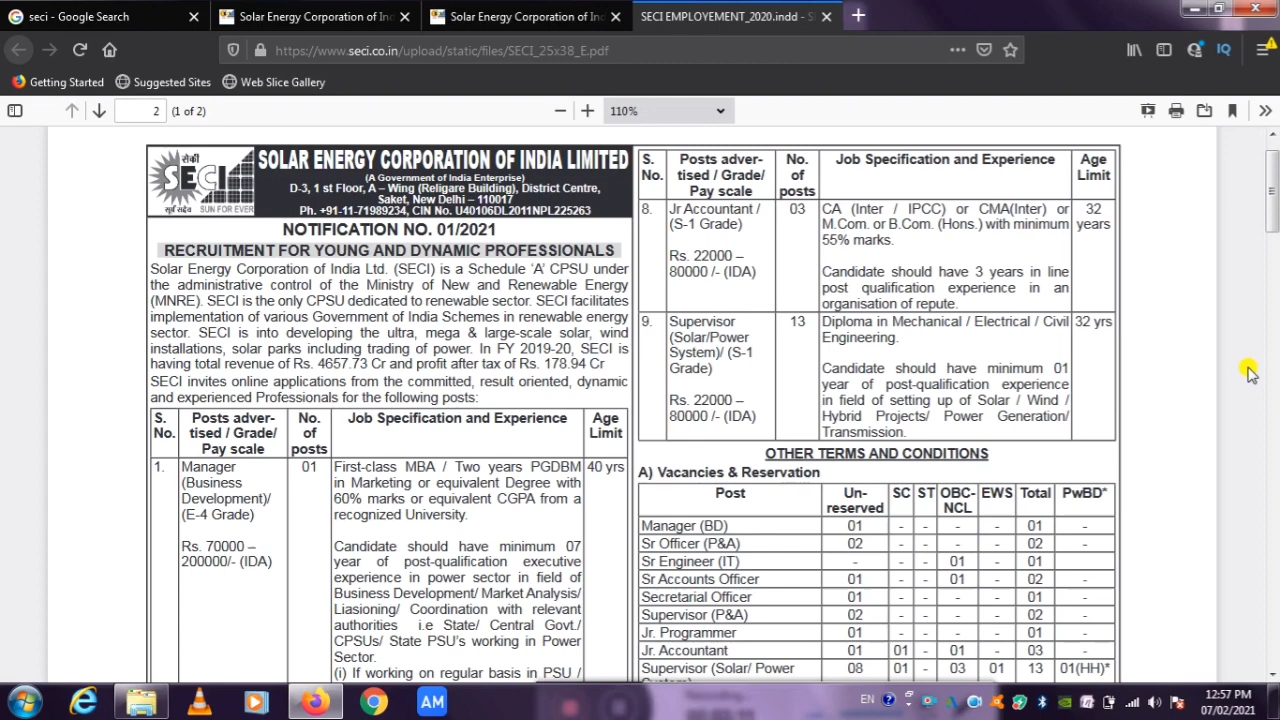 seci - Google Search
Solar Energy Corporation of Ind
Solar Energy Corporation of Ind
SECI EMPLOYEMENT_2020.indd -
https://www.seci.co.in/upload/static/files/SECI_25x38_E.pdf
IQ
Getting Started
Suggested Sites
Web Slice Gallery
2 (1 of 2)
110%
सेकी
SECI
सूर्य सदैव SUN FOR EVER
SOLAR ENERGY CORPORATION OF INDIA LIMITED
(A Government of India Enterprise)
D-3, 1 st Floor, A – Wing (Religare Building), District Centre,
Saket, New Delhi – 110017
Ph. +91-11-71989234, CIN No. U40106DL2011NPL225263
NOTIFICATION NO. 01/2021
RECRUITMENT FOR YOUNG AND DYNAMIC PROFESSIONALS
Solar Energy Corporation of India Ltd. (SECI) is a Schedule 'A' CPSU under
the administrative control of the Ministry of New and Renewable Energy
(MNRE). SECI is the only CPSU dedicated to renewable sector. SECI facilitates
implementation of various Government of India Schemes in renewable energy
sector. SECI is into developing the ultra, mega & large-scale solar, wind
installations, solar parks including trading of power. In FY 2019-20, SECI is
having total revenue of Rs. 4657.73 Cr and profit after tax of Rs. 178.94 Cr
SECI invites online applications from the committed, result oriented, dynamic
and experienced Professionals for the following posts:
S. No. Posts adver- tised / Grade/ Pay scale No. of posts Job Specification and Experience Age Limit
1. Manager 01 First-class MBA / Two years PGDBM 40 yrs
(Business in Marketing or equivalent Degree with
Development)/ 60% marks or equivalent CGPA from a
(E-4 Grade) recognized University.
Rs. 70000 – Candidate should have minimum 07
200000/- (IDA) year of post-qualification executive
experience in power sector in field of
Business Development/ Market Analysis/
Liasioning/ Coordination with relevant
authorities i.e State/ Central Govt./
CPSUs/ State PSU's working in Power
Sector.
(i) If working on regular basis in PSU /
S. No. Posts adver- tised / Grade/ Pay scale No. of posts Job Specification and Experience Age Limit
8. Jr Accountant / 03 CA (Inter / IPCC) or CMA(Inter) or 32
(S-1 Grade) M.Com. or B.Com. (Hons.) with minimum years
55% marks.
Rs. 22000 –
80000 /- (IDA) Candidate should have 3 years in line
post qualification experience in an
organisation of repute.
9. Supervisor 13 Diploma in Mechanical / Electrical / Civil 32 yrs
(Solar/Power Engineering.
System)/ (S-1
Grade) Candidate should have minimum 01
year of post-qualification experience
Rs. 22000 – in field of setting up of Solar / Wind /
80000 /- (IDA) Hybrid Projects/ Power Generation/
Transmission.
OTHER TERMS AND CONDITIONS
A) Vacancies & Reservation
Post Un- reserved SC ST OBC- NCL EWS Total PwBD*
Manager (BD) 01 - - - - 01 -
Sr Officer (P&A) 02 - - - - 02 -
Sr Engineer (IT) - - - 01 - 01
Sr Accounts Officer 01 - - 01 - 02 -
Secretarial Officer 01 - - - - 01 -
Supervisor (P&A) 02 - - - - 02 -
Jr. Programmer 01 - - - - 01 -
Jr. Accountant 01 01 - 01 - 03 -
Supervisor (Solar/ Power 08 01 - 03 01 13 01(HH)*
AM
EN
12:57 PM
07/02/2021